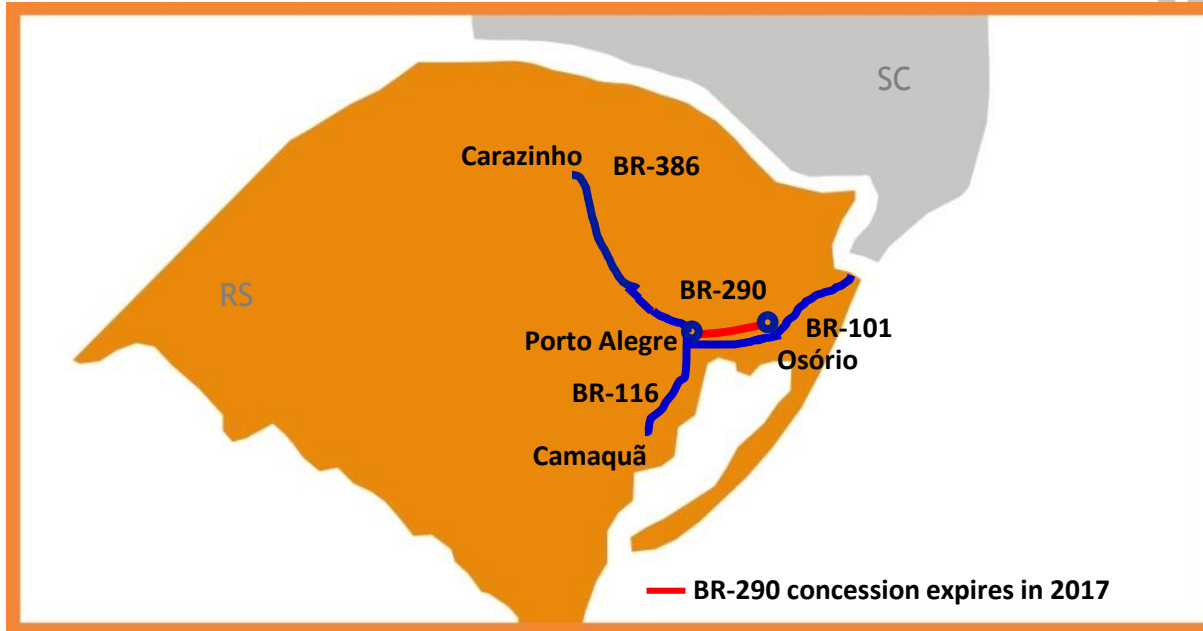 SC
Carazinho
BR-386
RS
BR-290
Porto Alegre
BR-101
Osório
BR-116
Camaquã
BR-290 concession expires in 2017